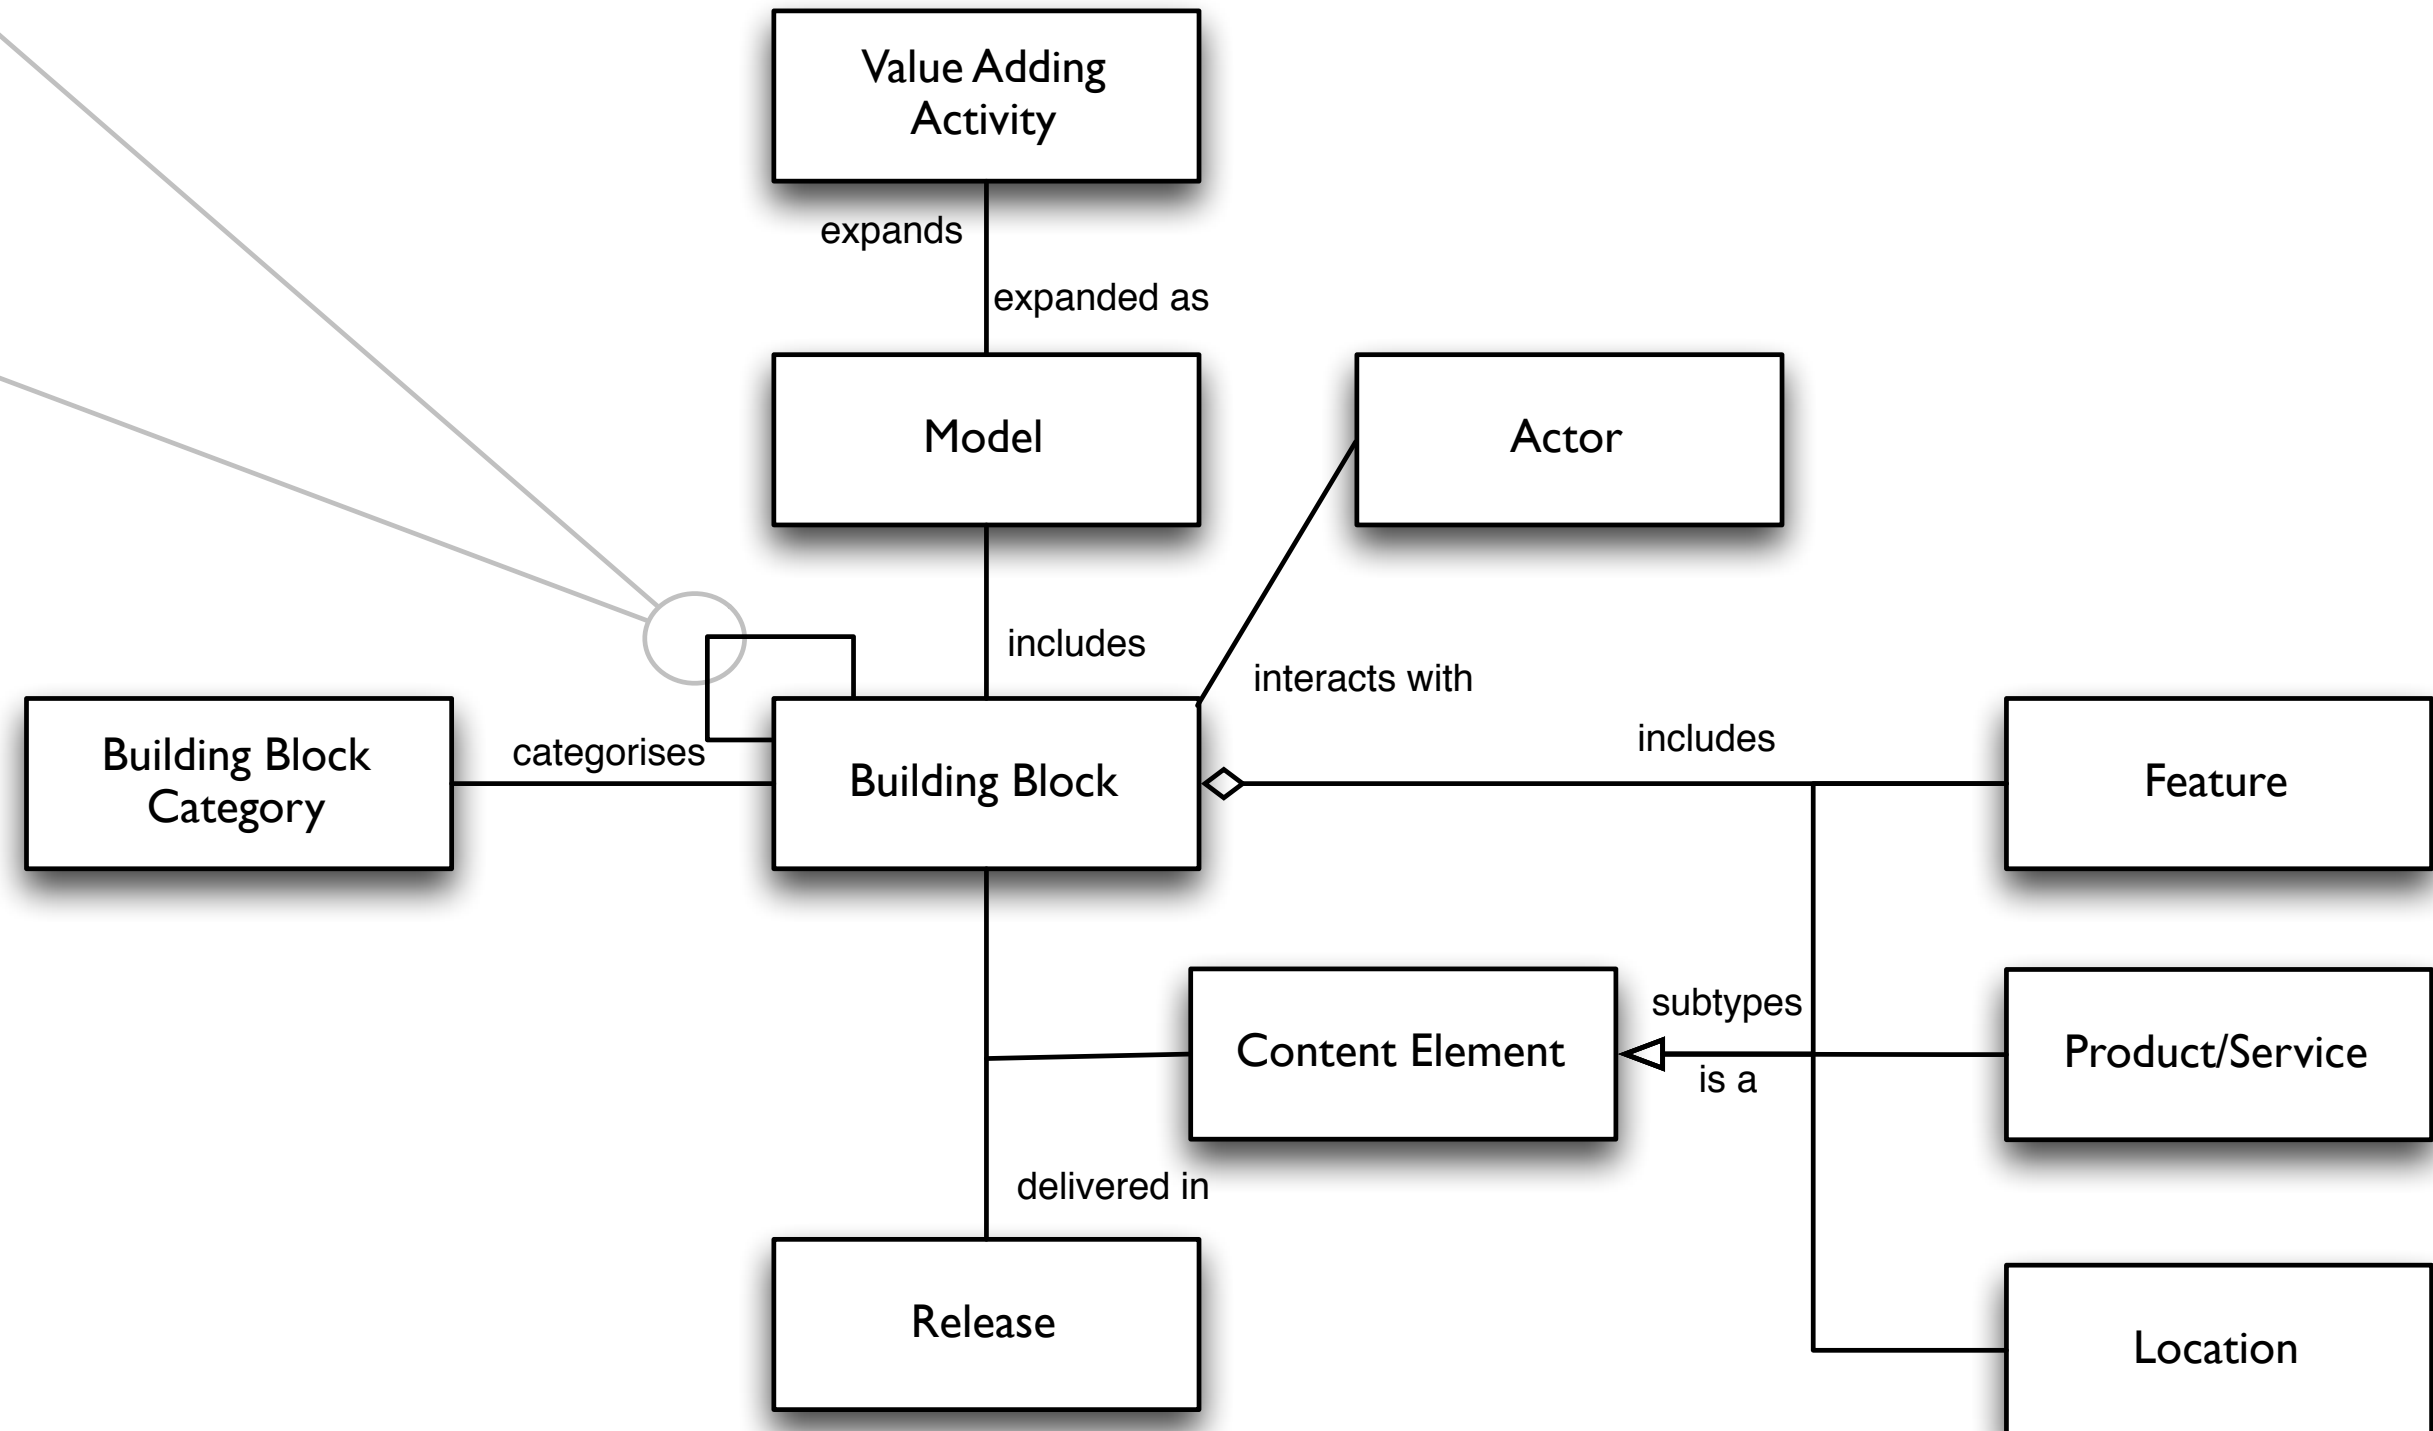 Value Adding
Activity
expands
expanded as
Model
Actor
includes
interacts with
Building Block
Category
categorises
Building Block
includes
Feature
Content Element
subtypes
is a
Product/Service
delivered in
Release
Location